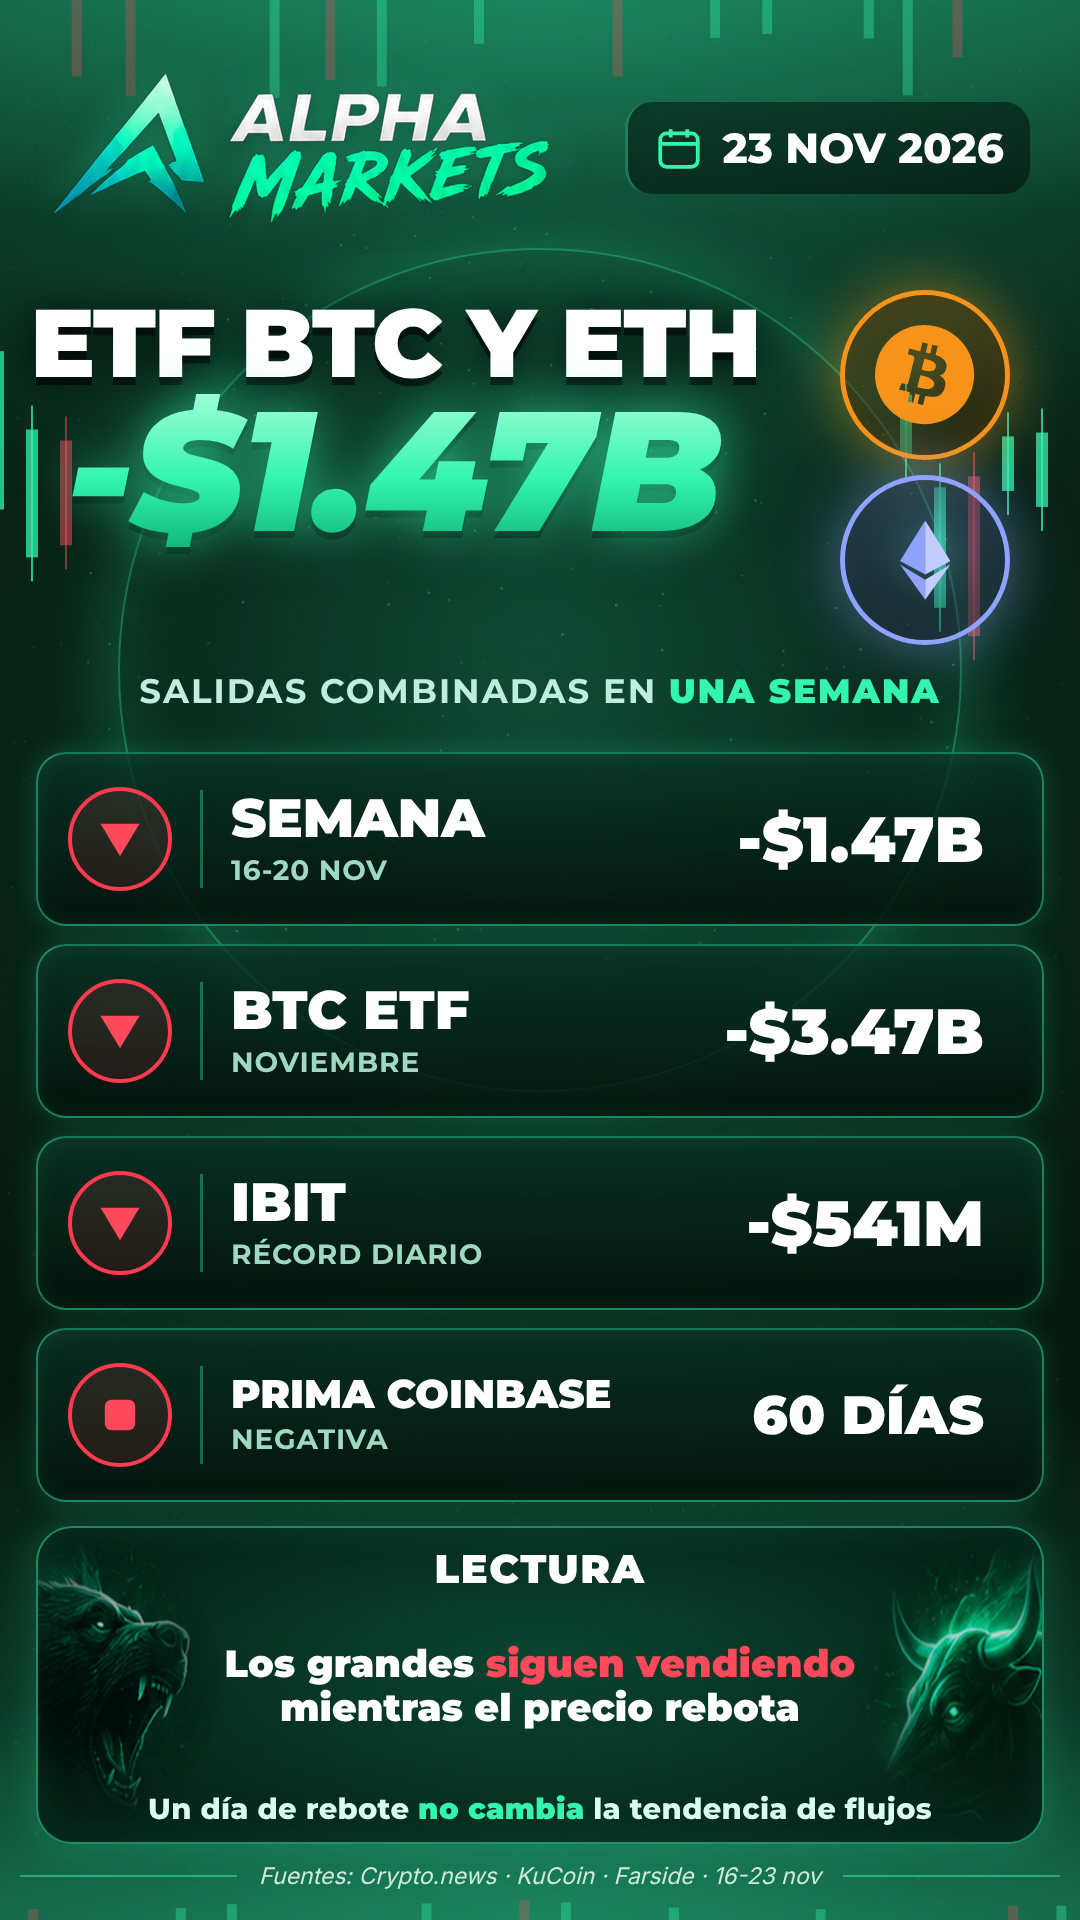 ALPHA
MARKETS
23 NOV 2026
ETF BTC Y ETH
-$1.47B
SALIDAS COMBINADAS EN UNA SEMANA
SEMANA
16-20 NOV
-$1.47B
BTC ETF
NOVIEMBRE
-$3.47B
IBIT
RÉCORD DIARIO
-$541M
PRIMA COINBASE
NEGATIVA
60 DÍAS
LECTURA
Los grandes siguen vendiendo
mientras el precio rebota
Un día de rebote no cambia la tendencia de flujos
Fuentes: Crypto.news · KuCoin · Farside · 16-23 nov